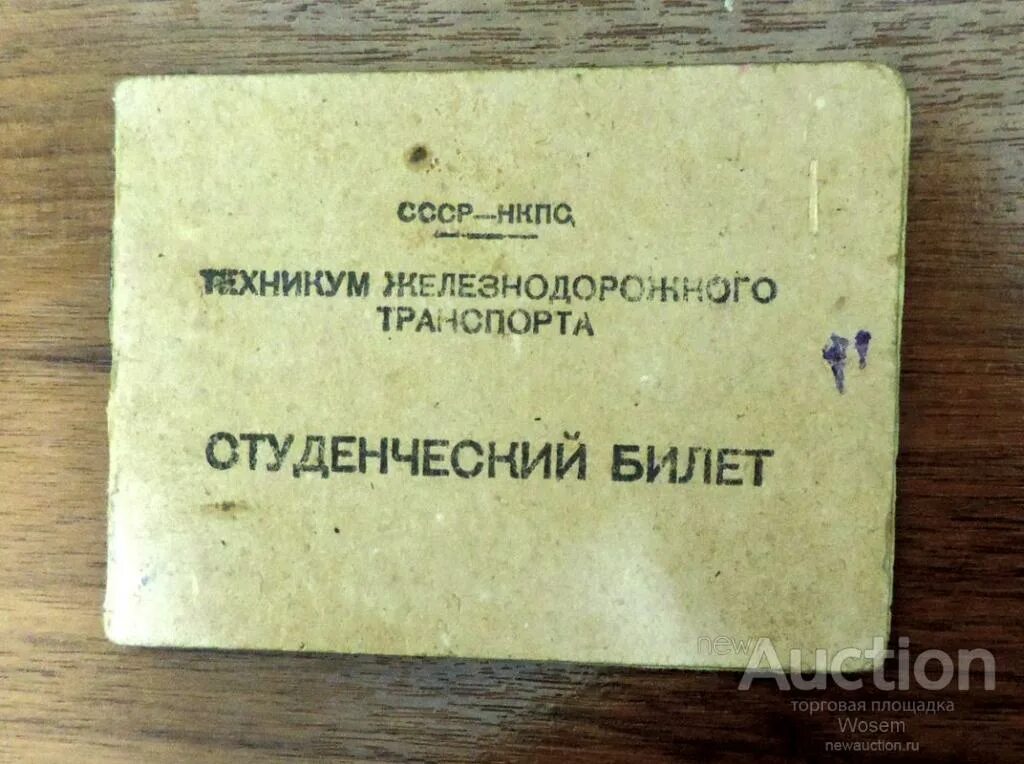 СССР—НКПС
ТЕХНИКУМ ЖЕЛЕЗНОДОРОЖНОГО
ТРАНСПОРТА
СТУДЕНЧЕСКИЙ БИЛЕТ
newAuction
торговая площадка
Wosem
newauction.ru